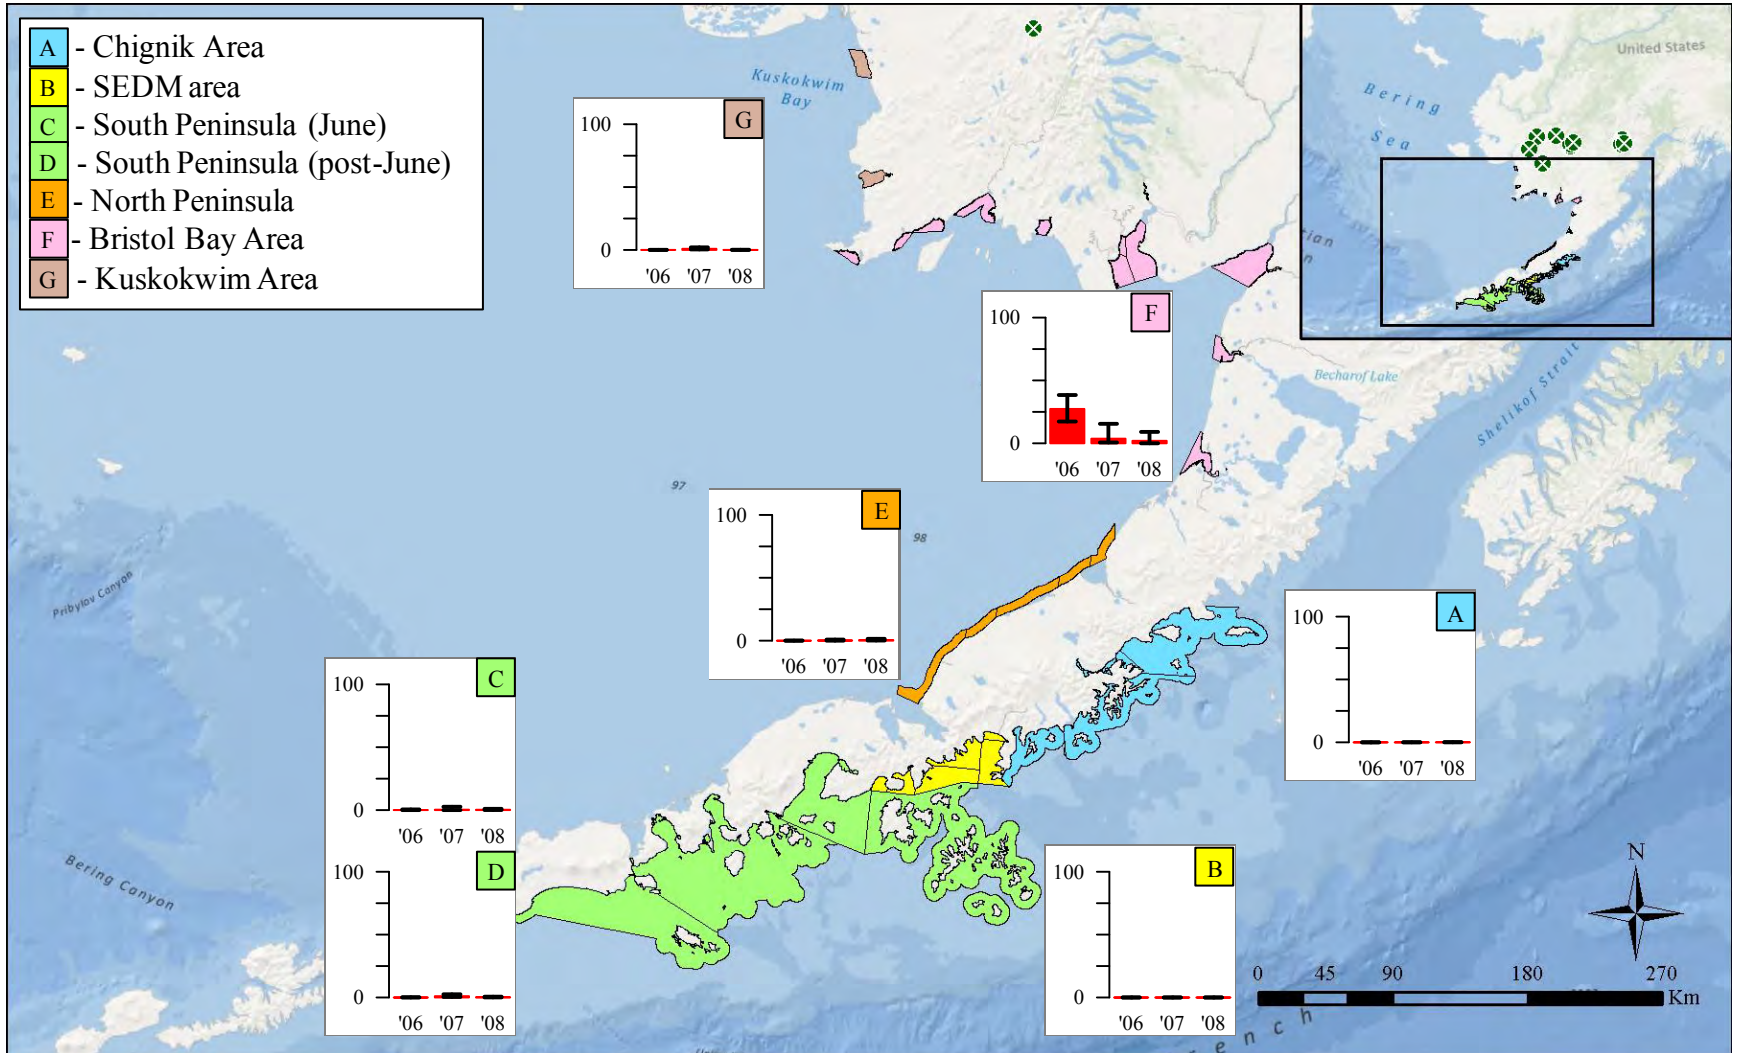 A - Chignik Area
B - SEDM area
C - South Peninsula (June)
D - South Peninsula (post-June)
E - North Peninsula
F - Bristol Bay Area
G - Kuskokwim Area
Kuskokwim
Bay
United States
Bering
Sea
G
100
0
'06 '07 '08
F
100
0
'06 '07 '08
Becharof Lake
Shelikof Strait
97
98
E
100
0
'06 '07 '08
Pribylov Canyon
A
100
0
'06 '07 '08
C
100
0
'06 '07 '08
Bering Canyon
D
100
0
'06 '07 '08
B
100
0
'06 '07 '08
N
0 45 90 180 270
Km